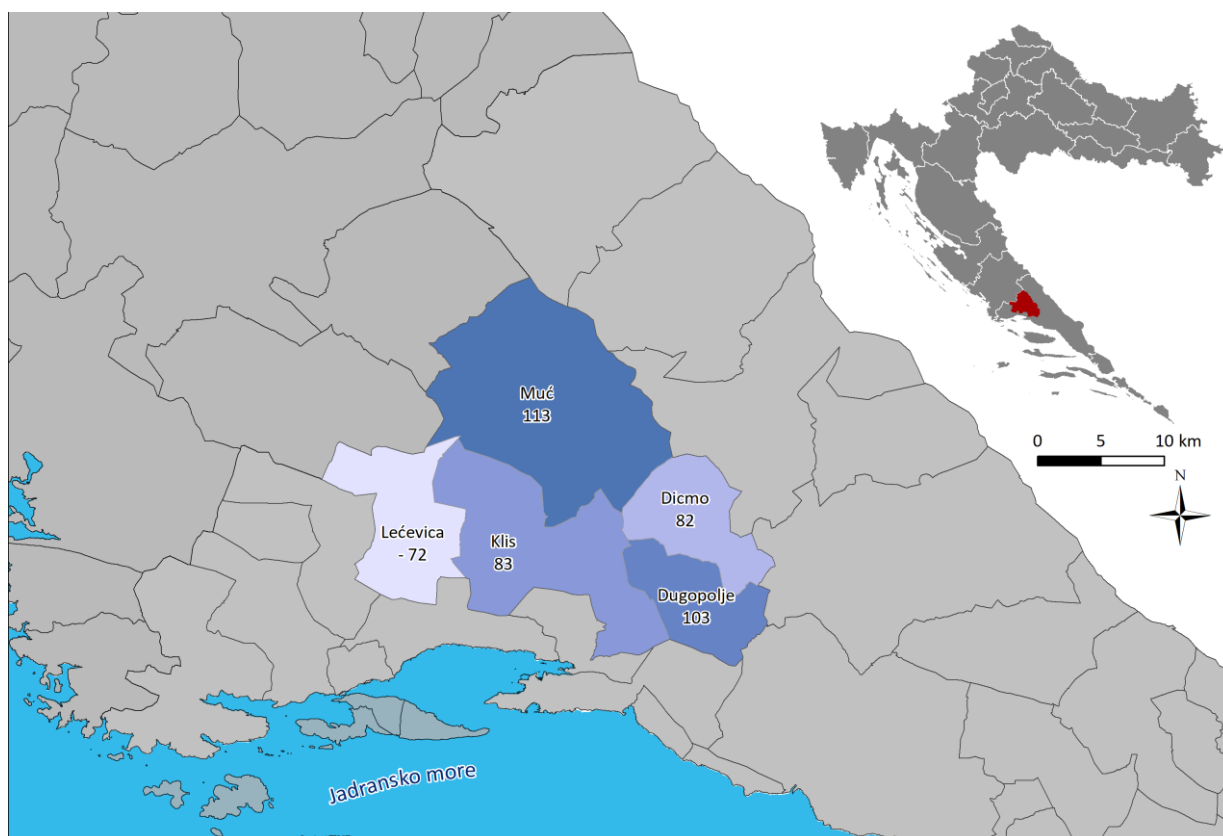 Muć
113
Dicmo
82
Lećevica
- 72
Klis
83
Dugopolje
103
Jadransko more
0 5 10 km
N